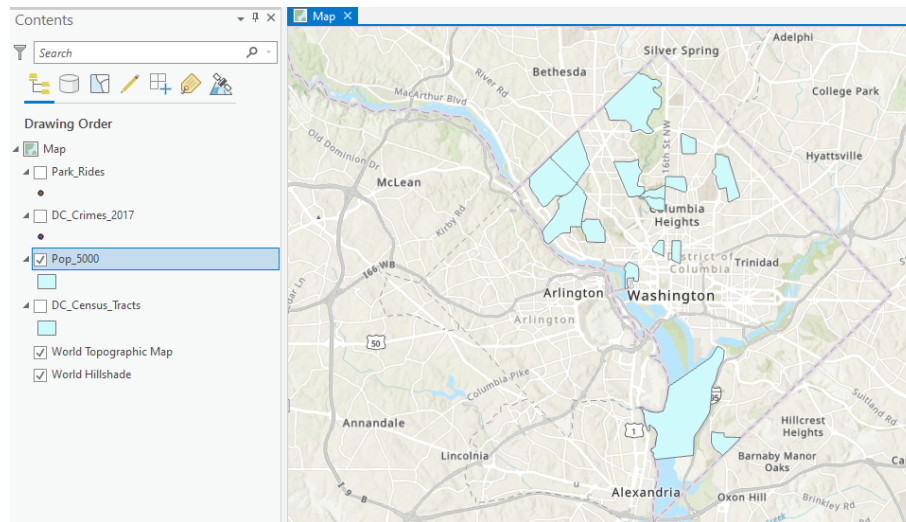 Contents
Map
Search
Drawing Order
Map
Park_Rides
DC_Crimes_2017
Pop_5000
DC_Census_Tracts
World Topographic Map
World Hillshade
Adelphi
Silver Spring
Bethesda
River Rd
MacArthur Blvd
College Park
Old Dominion Dr
16th St NW
Hyattsville
McLean
Kirby Rd
Columbia
Heights
District of
Columbia
Trinidad
I 66 WB
Arlington
Washington
Arlington
50
Columbia Pike
Suitland Rd
Annandale
1
Hillcrest
Heights
Lincolnia
Barnaby Manor
Oaks
Alexandria
Oxon Hill
Brinkley Rd